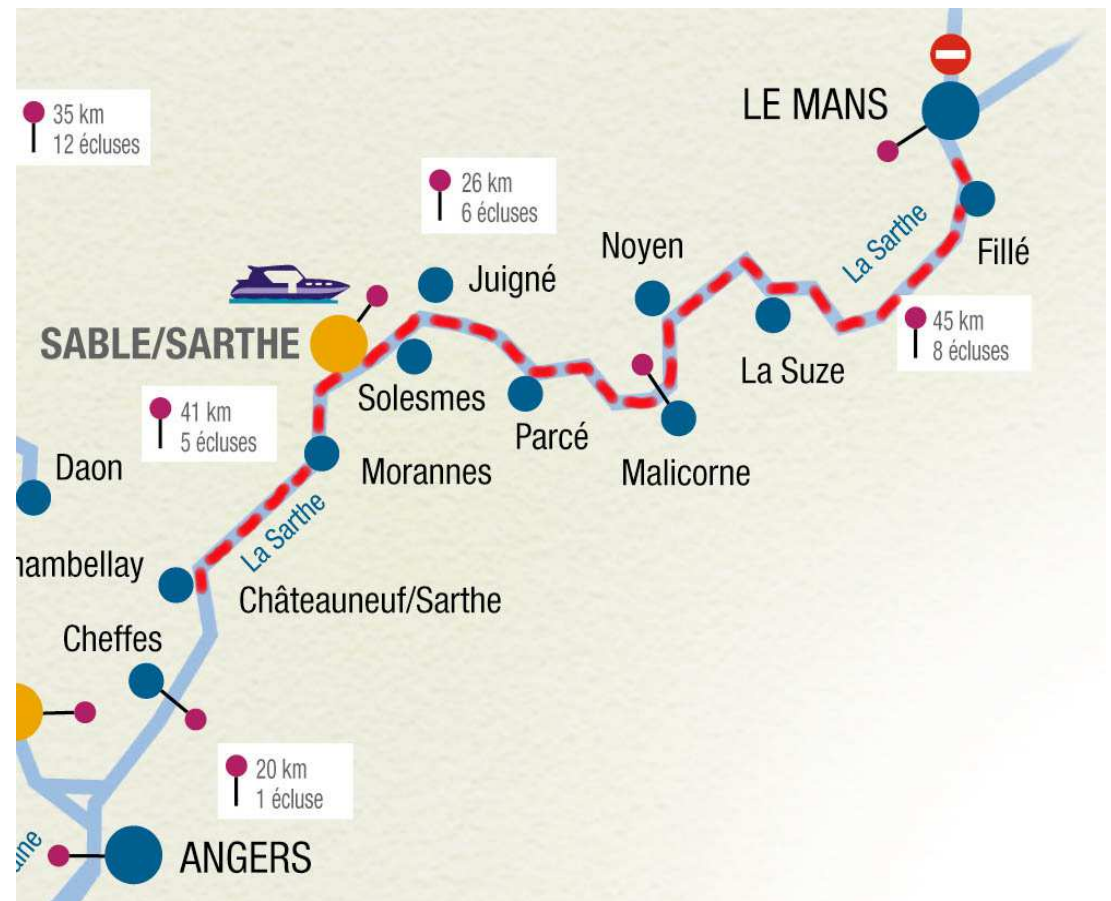 LE MANS
35 km
12 écluses
26 km
6 écluses
Noyen
La Sarthe
Fillé
Juigné
45 km
8 écluses
SABLE/SARTHE
La Suze
Solesmes
41 km
5 écluses
Parcé
Daon
Morannes
Malicorne
La Sarthe
hambellay
Châteauneuf/Sarthe
Cheffes
20 km
1 écluse
aine
ANGERS